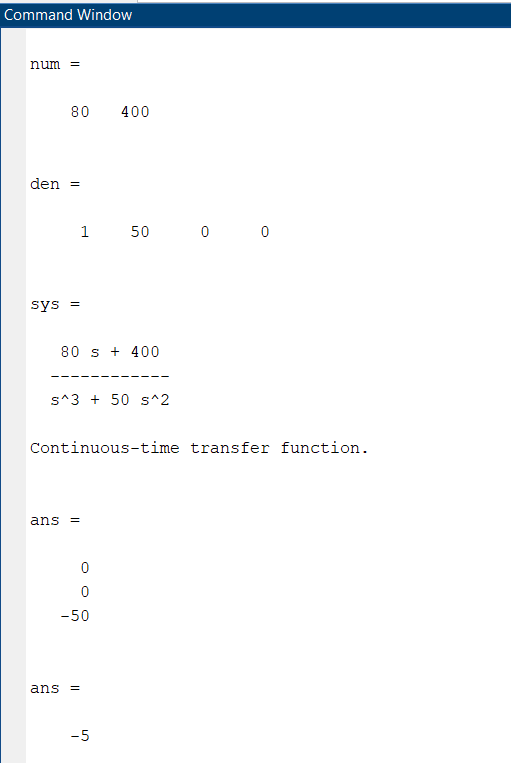 Command Window
num =
80 400
den =
1 50 0 0
sys =
80 s + 400
------------
s^3 + 50 s^2
Continuous-time transfer function.
ans =
0
0
-50
ans =
-5